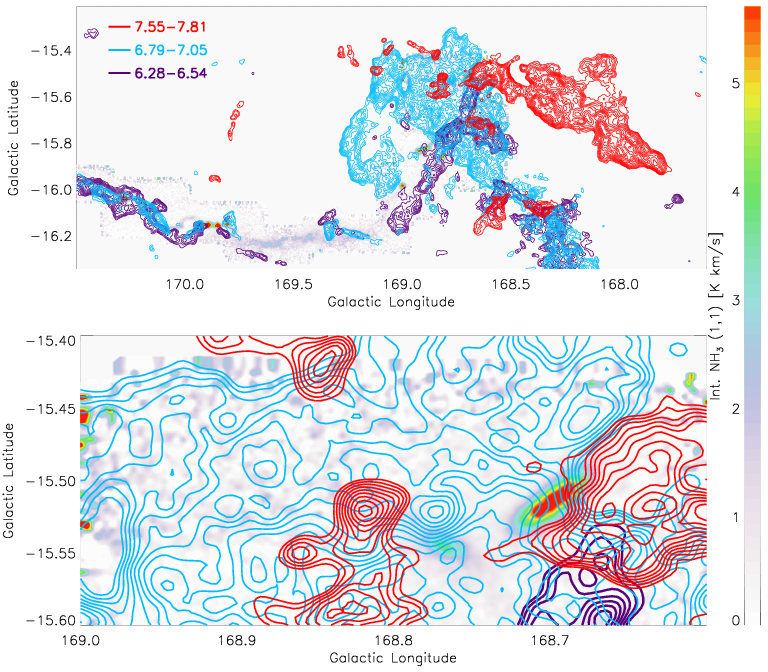 7.55−7.81
6.79−7.05
6.28−6.54
−15.4
−15.6
−15.8
−16.0
−16.2
Galactic Latitude
170.0 169.5 169.0 168.5 168.0
Galactic Longitude
5
4
3
2
1
0
Int. NH3 (1,1) [K km/s]
−15.40
−15.45
−15.50
−15.55
−15.60
Galactic Latitude
169.0 168.9 168.8 168.7
Galactic Longitude